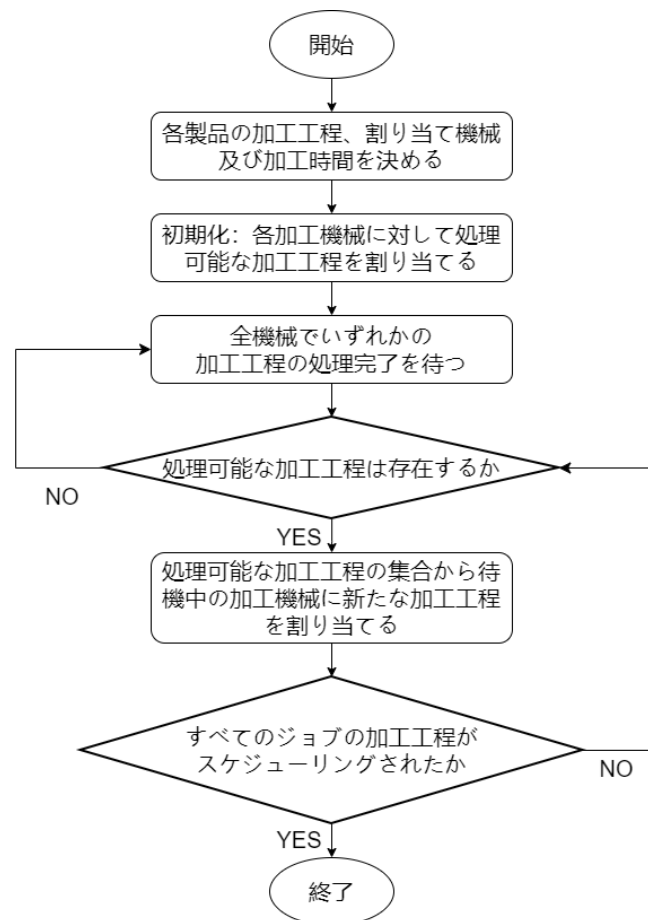 開始
各製品の加工工程、割り当て機械
及び加工時間を決める
初期化：各加工機械に対して処理
可能な加工工程を割り当てる
全機械でいずれかの
加工工程の処理完了を待つ
処理可能な加工工程は存在するか
NO
YES
処理可能な加工工程の集合から待
機中の加工機械に新たな加工工程
を割り当てる
すべてのジョブの加工工程が
スケジューリングされたか
NO
YES
終了